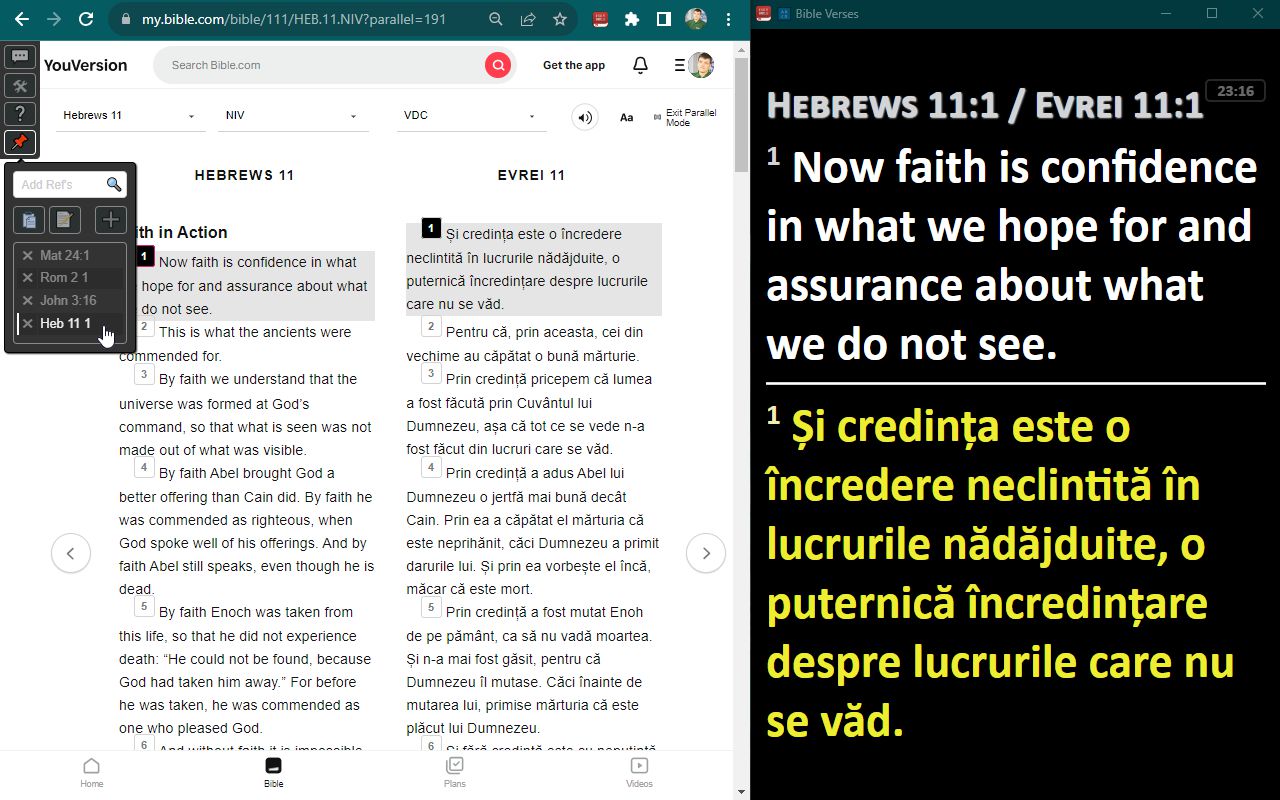 my.bible.com/bible/111/HEB.11.NIV?parallel=191
YouVersion
Search Bible.com
Get the app
Hebrews 11
NIV
VDC
Aa
Exit Parallel
Mode
Add Ref's
Mat 24:1
Rom 2 1
John 3:16
Heb 11 1
HEBREWS 11
ith in Action
1 Now faith is confidence in what
hope for and assurance about what
do not see.
2 This is what the ancients were
commended for.
3 By faith we understand that the
universe was formed at God’s
command, so that what is seen was not
made out of what was visible.
4 By faith Abel brought God a
better offering than Cain did. By faith he
was commended as righteous, when
God spoke well of his offerings. And by
faith Abel still speaks, even though he is
dead.
5 By faith Enoch was taken from
this life, so that he did not experience
death: “He could not be found, because
God had taken him away.” For before
he was taken, he was commended as
one who pleased God.
6 And without faith it is impossible
EVREI 11
1 Și credința este o încredere
neclintită în lucrurile nădăjduite, o
puternică încredințare despre lucrurile
care nu se văd.
2 Pentru că, prin aceasta, cei din
vechime au căpătat o bună mărturie.
3 Prin credință pricepem că lumea
a fost făcută prin Cuvântul lui
Dumnezeu, așa că tot ce se vede n-a
fost făcut din lucruri care se văd.
4 Prin credință a adus Abel lui
Dumnezeu o jertfă mai bună decât
Cain. Prin ea a căpătat el mărturia că
este neprihănit, căci Dumnezeu a primit
darurile lui. Și prin ea vorbește el încă,
măcar că este mort.
5 Prin credință a fost mutat Enoh
de pe pământ, ca să nu vadă moartea.
Și n-a mai fost găsit, pentru că
Dumnezeu îl mutase. Căci înainte de
mutarea lui, primise mărturia că este
plăcut lui Dumnezeu.
6 Și fără credință este cu neputință
Home
Bible
Plans
Videos
Bible Verses
23:16
Hebrews 11:1 / Evrei 11:1
1 Now faith is confidence
in what we hope for and
assurance about what
we do not see.
1 Și credința este o
încredere neclintită în
lucrurile nădăjduite, o
puternică încredințare
despre lucrurile care nu
se văd.